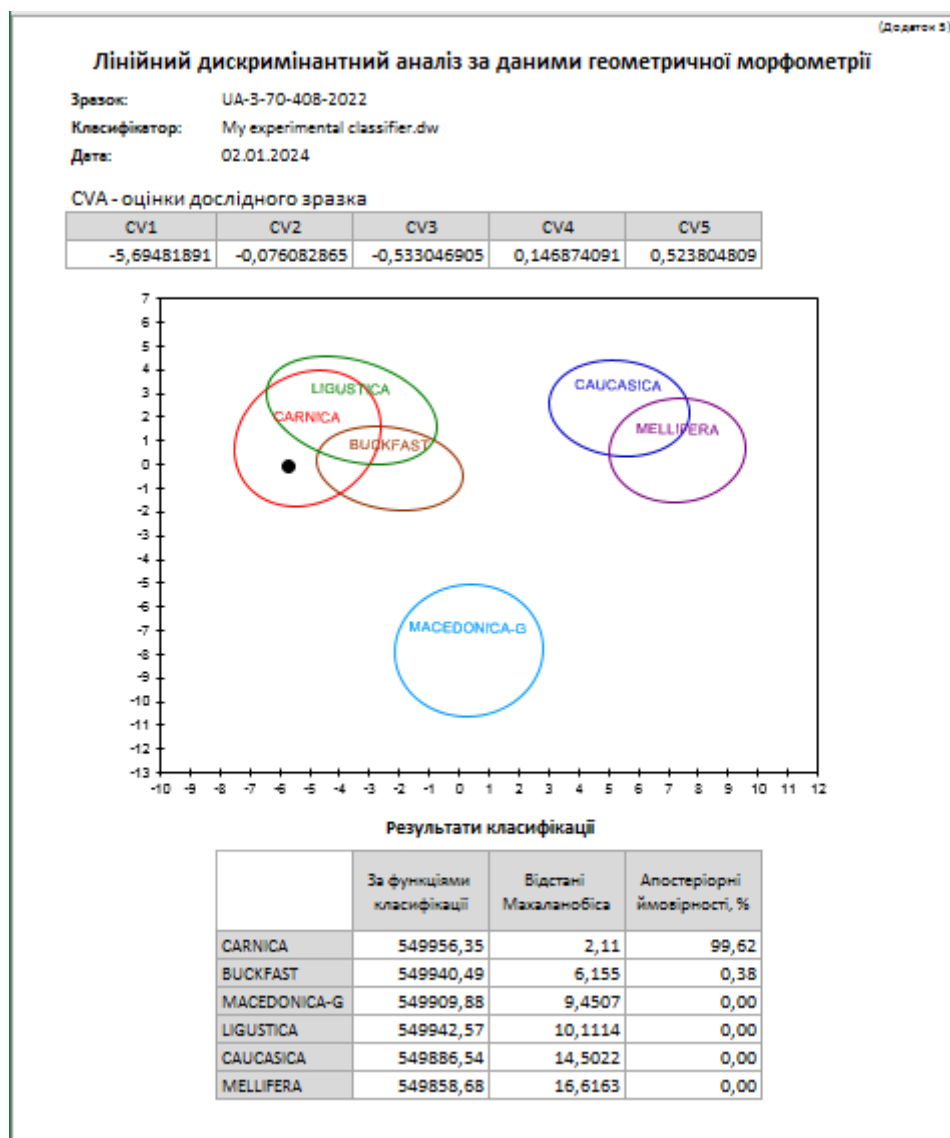 (Додаток 5)
Лінійний дискримінантний аналіз за даними геометричної морфометрії
Зразок: UA-3-70-408-2022
Класифікатор: My experimental classifier.dw
Дата: 02.01.2024
CVA - оцінки дослідного зразка
CV1 CV2 CV3 CV4 CV5
-5,69481891 -0,076082865 -0,533046905 0,146874091 0,523804809
7
6
5
4
3
2
1
0
-1
-2
-3
-4
-5
-6
-7
-8
-9
-10
-11
-12
-13
LIGUSTICA
CARNICA
BUCKFAST
CAUCASICA
MELLIFERA
MACEDONICA-G
-10 -9 -8 -7 -6 -5 -4 -3 -2 -1 0 1 2 3 4 5 6 7 8 9 10 11 12
Результати класифікації
За функціями класифікації Відстані Махаланобіса Апостеріорні ймовірності, %
CARNICA 549956,35 2,11 99,62
BUCKFAST 549940,49 6,155 0,38
MACEDONICA-G 549909,88 9,4507 0,00
LIGUSTICA 549942,57 10,1114 0,00
CAUCASICA 549886,54 14,5022 0,00
MELLIFERA 549858,68 16,6163 0,00